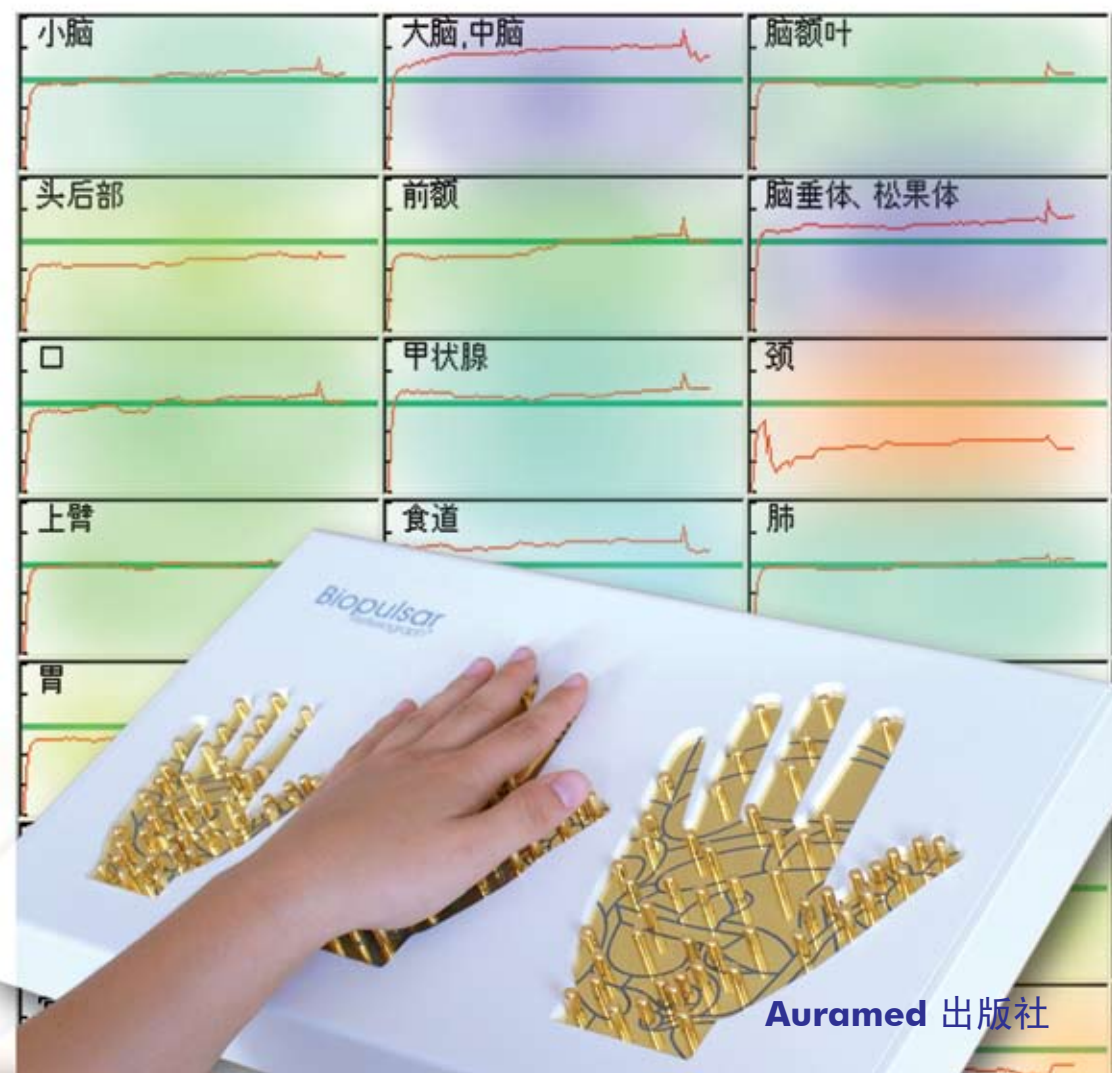 小脑
大脑,中脑
脑额叶
头后部
前额
脑垂体、松果体
口
甲状腺
颈
上臂
食道
肺
胃
Biopulsar
Auramed 出版社